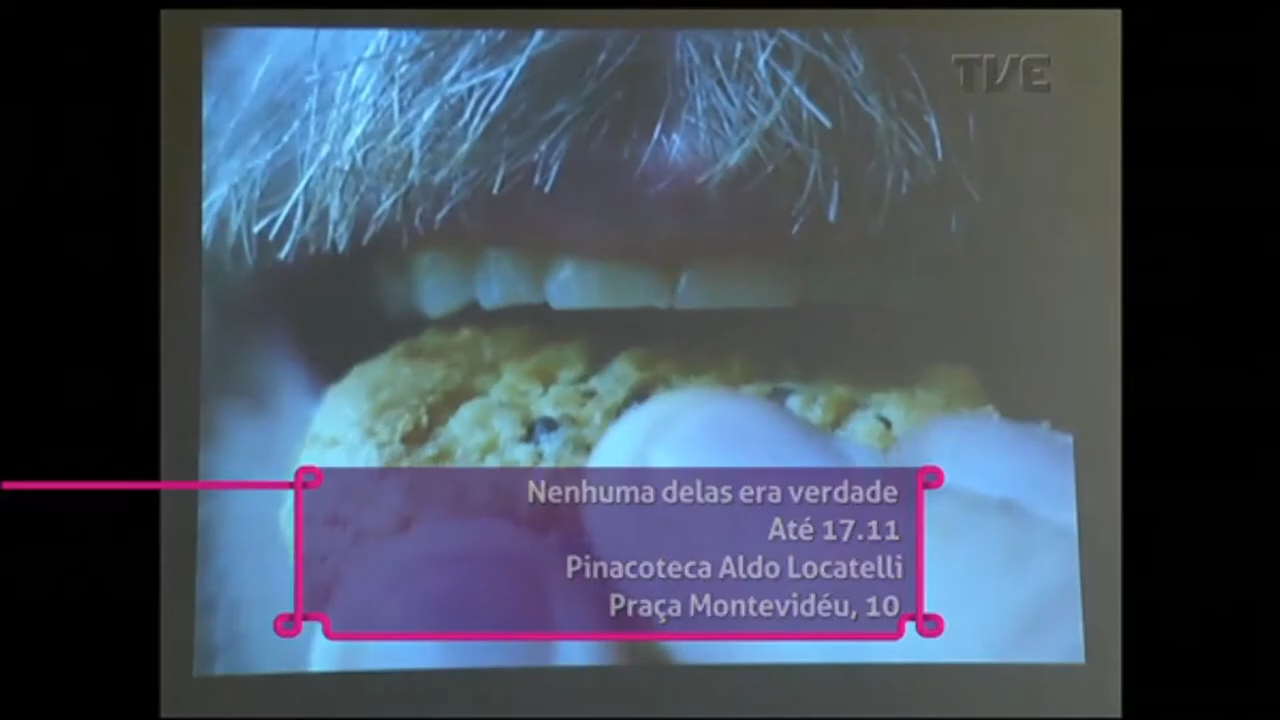 TVE
Nenhuma delas era verdade
Até 17.11
Pinacoteca Aldo Locatelli
Praça Montevidéu, 10